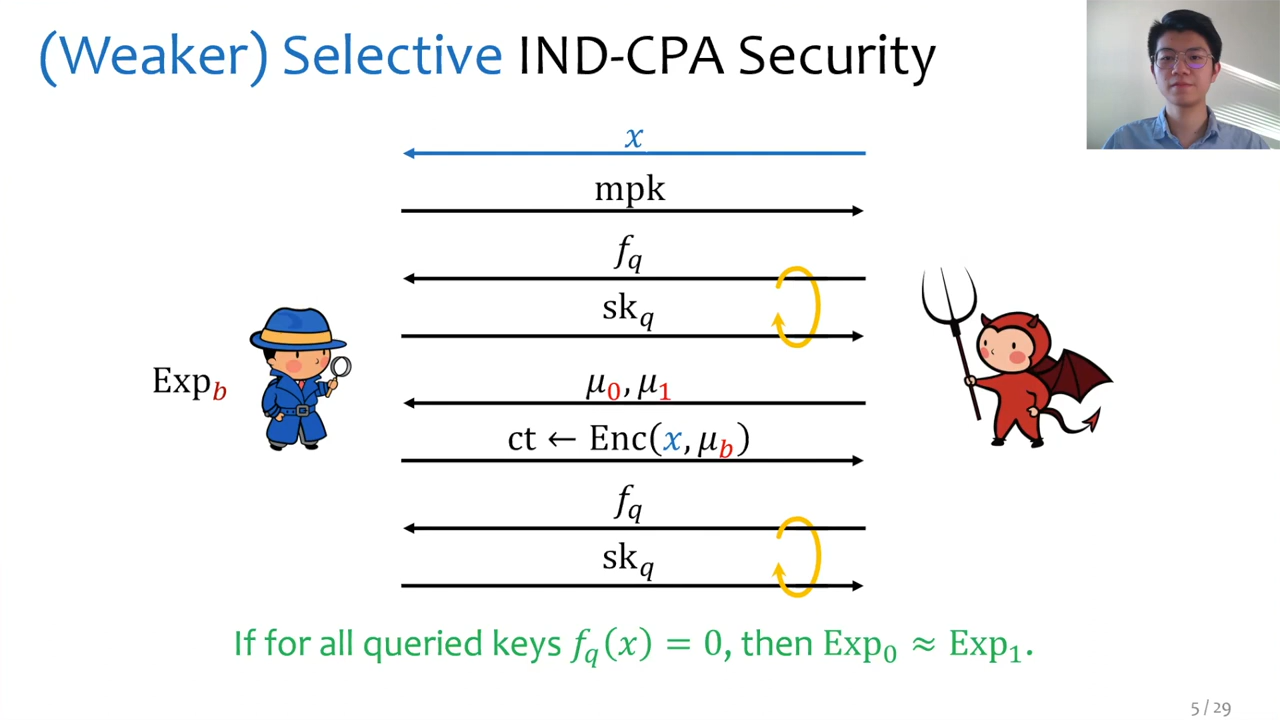 (Weaker) Selective IND-CPA Security
x
mpk
f_q
sk_q
Exp_b
μ_0, μ_1
ct ← Enc(x, μ_b)
f_q
sk_q
If for all queried keys f_q(x) = 0, then Exp_0 ≈ Exp_1.
5 / 29